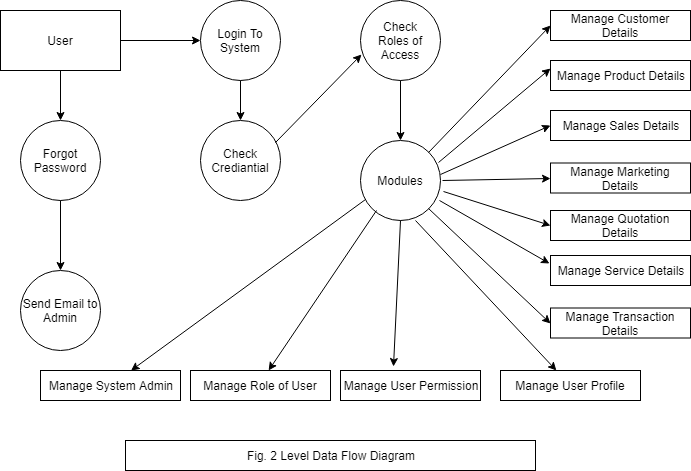 User
Login To
System
Check
Roles of
Access
Manage Customer
Details
Manage Product Details
Manage Sales Details
Forgot
Password
Check
Crediantial
Modules
Manage Marketing
Details
Manage Quotation
Details
Manage Service Details
Send Email to
Admin
Manage Transaction
Details
Manage System Admin
Manage Role of User
Manage User Permission
Manage User Profile
Fig. 2 Level Data Flow Diagram